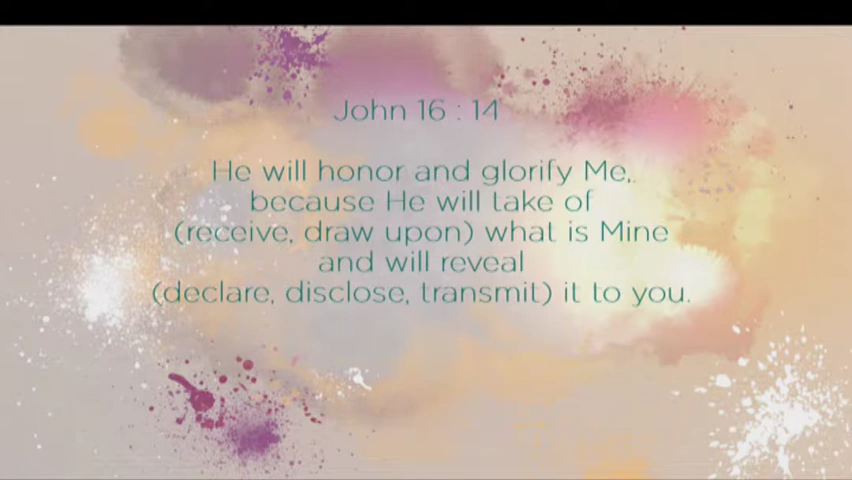 John 16 : 14
He will honor and glorify Me,
because He will take of
(receive, draw upon) what is Mine
and will reveal
(declare, disclose, transmit) it to you.